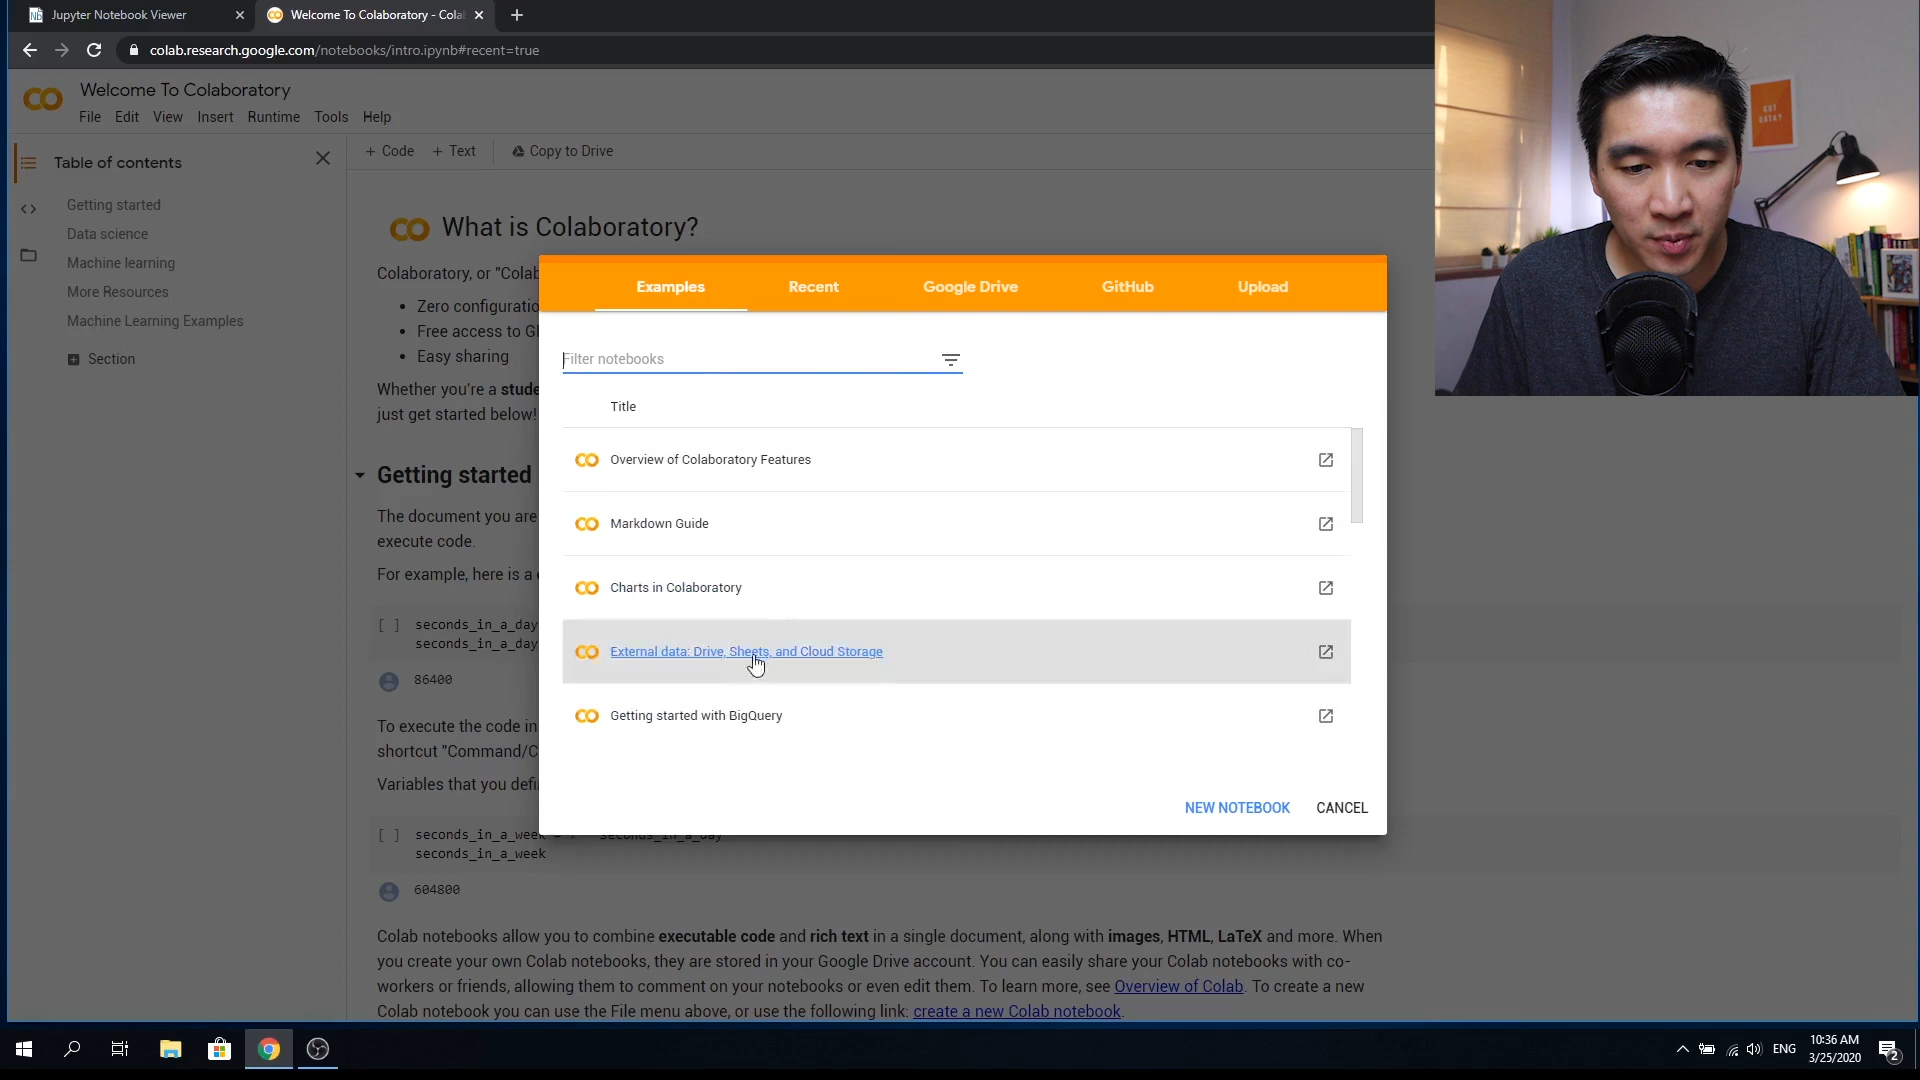 Jupyter Notebook Viewer
Welcome To Colaboratory - Cola
colab.research.google.com/notebooks/intro.ipynb#recent=true
Welcome To Colaboratory
File Edit View Insert Runtime Tools Help
Table of contents
+ Code + Text Copy to Drive
Getting started
Data science
Machine learning
More Resources
Machine Learning Examples
Section
What is Colaboratory?
Colaboratory, or "Colab
Zero configuratio
Free access to G
Easy sharing
Whether you're a stude
just get started below!
Getting started
The document you are
execute code.
For example, here is a
[ ] seconds_in_a_day
seconds_in_a_day
86400
To execute the code in
shortcut "Command/C
Variables that you defi
[ ] seconds_in_a_week = 7 * seconds_in_a_day
seconds_in_a_week
604800
Colab notebooks allow you to combine executable code and rich text in a single document, along with images, HTML, LaTeX and more. When
you create your own Colab notebooks, they are stored in your Google Drive account. You can easily share your Colab notebooks with co-
workers or friends, allowing them to comment on your notebooks or even edit them. To learn more, see Overview of Colab. To create a new
Colab notebook you can use the File menu above, or use the following link: create a new Colab notebook.
Examples Recent Google Drive GitHub Upload
Filter notebooks
Title
Overview of Colaboratory Features
Markdown Guide
Charts in Colaboratory
External data: Drive, Sheets, and Cloud Storage
Getting started with BigQuery
NEW NOTEBOOK CANCEL
GOT
DATA?
ENG
10:36 AM
3/25/2020
2